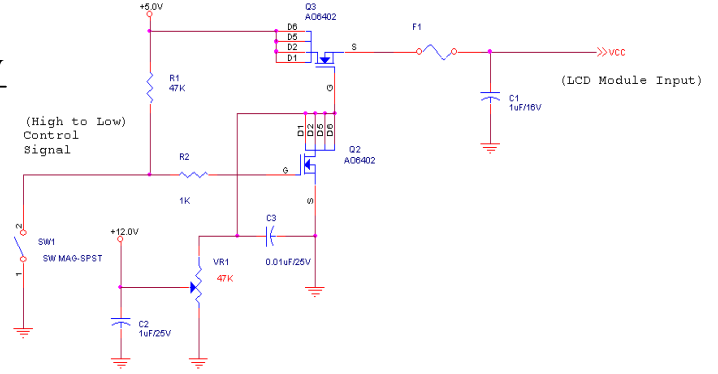 +5.0V
Q3
AO6402
D6
D5
D2
D1
S
G
F1
VCC
(LCD Module Input)
R1
47K
C1
1uF/16V
(High to Low)
Control
Signal
D1
D2
D5
D6
Q2
AO6402
R2
1K
G
S
2
SW1
SW MAG-SPST
1
+12.0V
C3
0.01uF/25V
VR1
47K
C2
1uF/25V